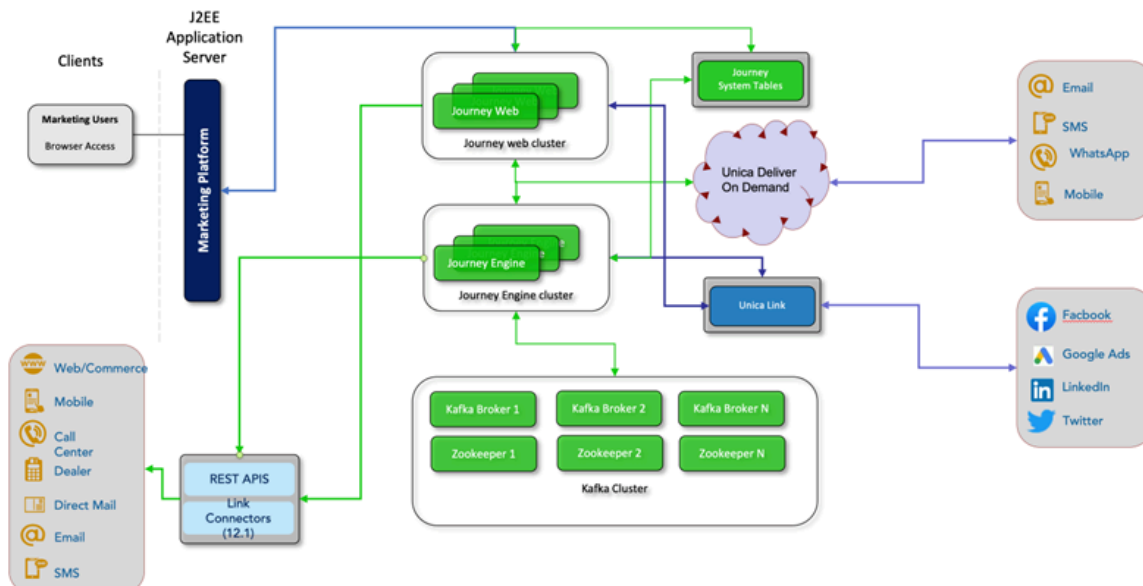 Clients
J2EE
Application
Server
Marketing Users
Browser Access
Marketing Platform
Journey Web
Journey web cluster
Journey
System Tables
Unica Deliver
On Demand
Email
SMS
WhatsApp
Mobile
Journey Engine
Journey Engine cluster
Unica Link
Facbook
Google Ads
LinkedIn
Twitter
Kafka Broker 1
Kafka Broker 2
Kafka Broker N
Zookeeper 1
Zookeeper 2
Zookeeper N
Kafka Cluster
www
Web/Commerce
Mobile
Call
Center
Dealer
Direct Mail
Email
SMS
REST APIS
Link
Connectors
(12.1)